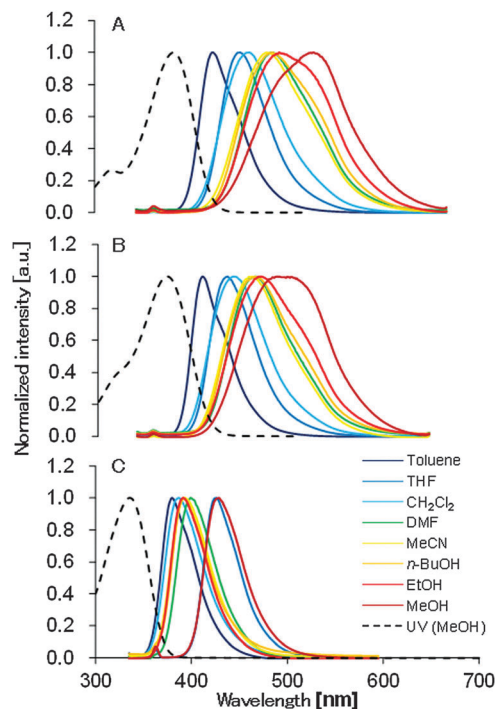 A
1.2
1.0
0.8
0.6
0.4
0.2
0.0
B
1.2
1.0
0.8
0.6
0.4
0.2
0.0
C
1.2
1.0
0.8
0.6
0.4
0.2
0.0
Normalized intensity [a.u.]
Toluene
THF
CH₂Cl₂
DMF
MeCN
n-BuOH
EtOH
MeOH
UV (MeOH)
300 400 500 600 700
Wavelength [nm]